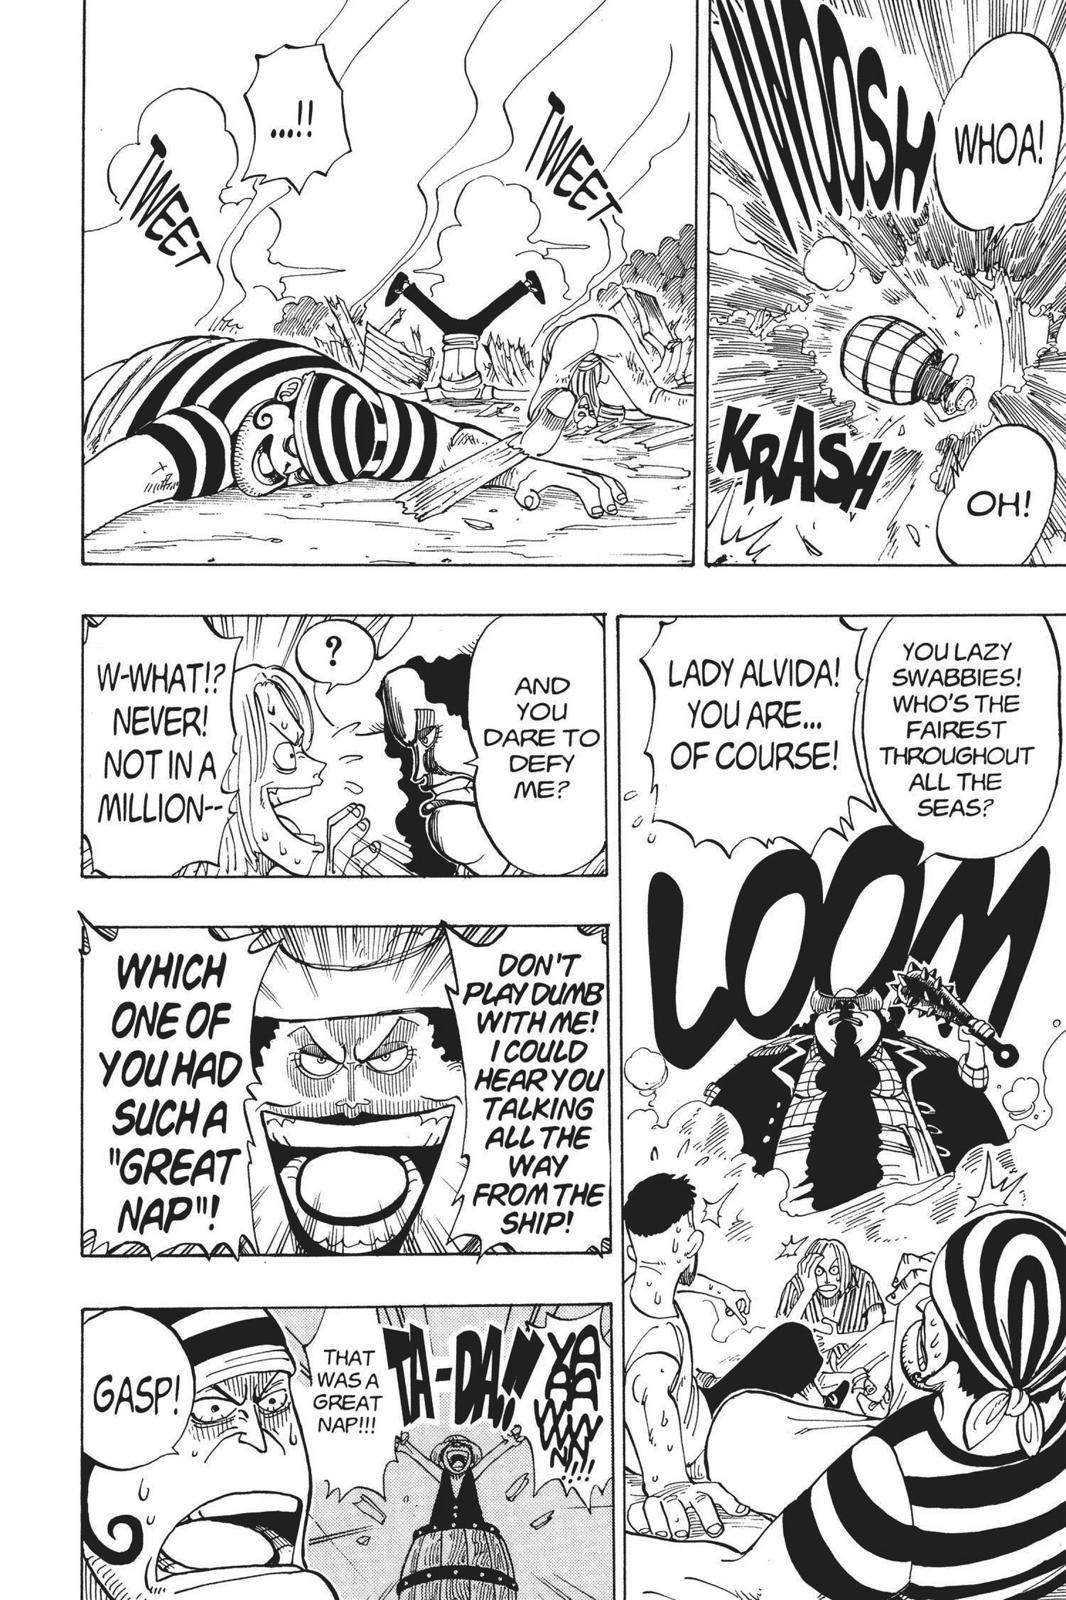 WHOA!
WOOSH
KRASH
OH!
...!!
TWEET
TWEET
YOU LAZY
SWABBIES!
WHO'S THE
FAIREST
THROUGHOUT
ALL THE
SEAS?
LADY ALVIDA!
YOU ARE...
OF COURSE!
LOOM
AND
YOU
DARE TO
DEFY
ME?
?
W-WHAT!?
NEVER!
NOT IN A
MILLION--
DON'T
PLAY DUMB
WITH ME!
I COULD
HEAR YOU
TALKING
ALL THE
WAY
FROM THE
SHIP!
WHICH
ONE OF
YOU HAD
SUCH A
"GREAT
NAP"!
TA-DA!!
THAT
WAS A
GREAT
NAP!!!
GASP!